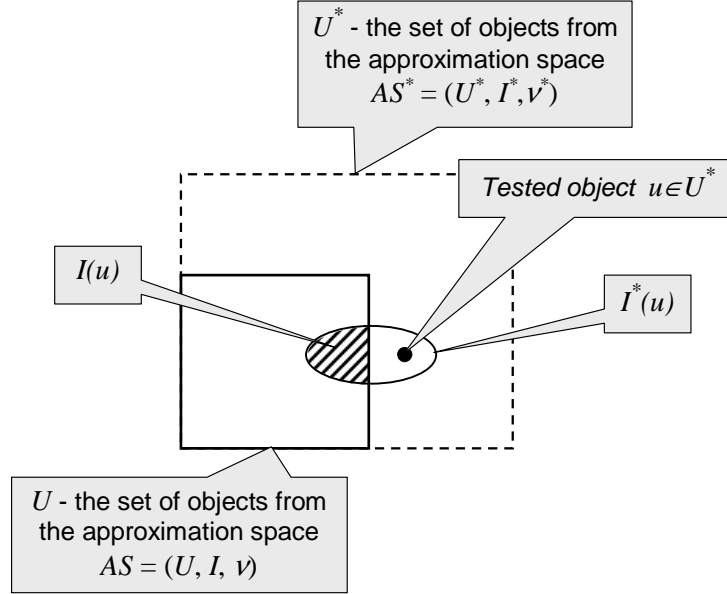 U* - the set of objects from
the approximation space
AS* = (U*, I*, ν*)
Tested object u∈U*
I(u)
I*(u)
U - the set of objects from
the approximation space
AS = (U, I, ν)